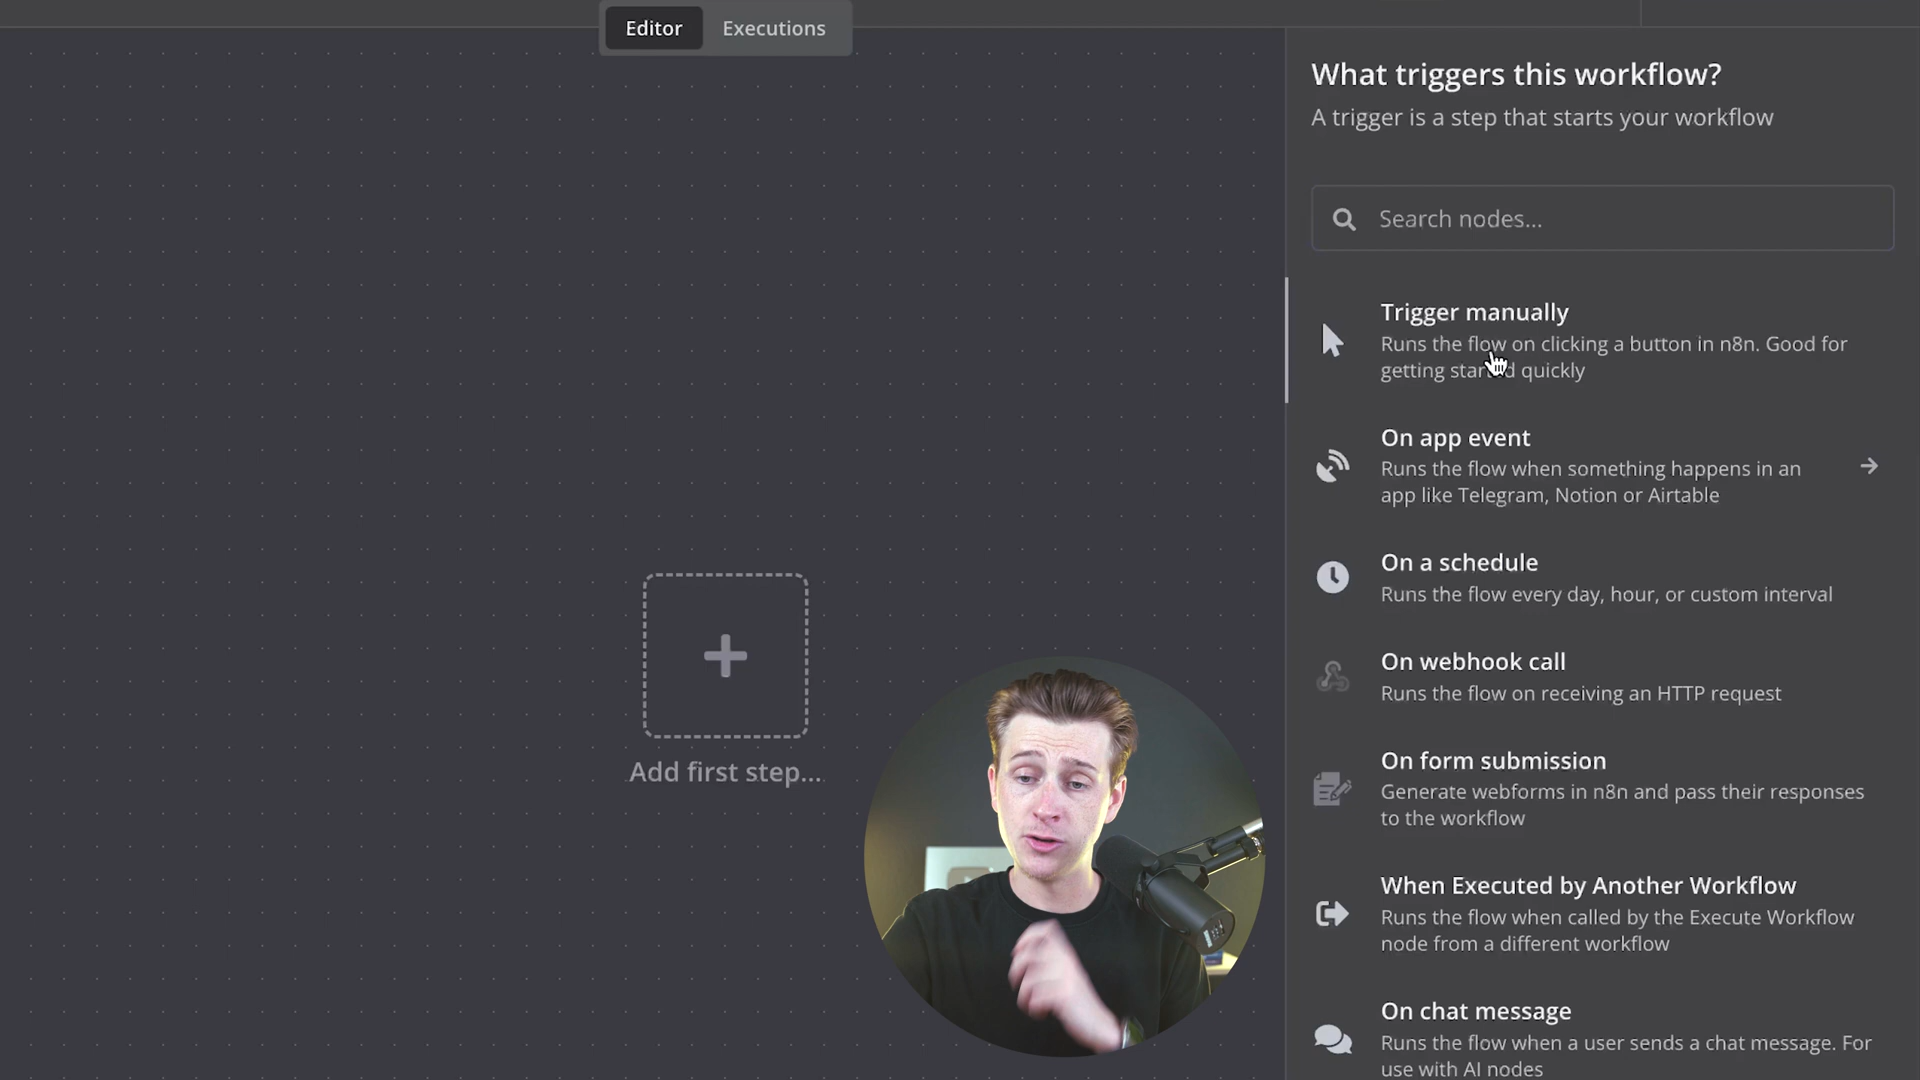 Editor
Executions
What triggers this workflow?
A trigger is a step that starts your workflow
Search nodes...
Trigger manually
Runs the flow on clicking a button in n8n. Good for
getting started quickly
On app event
Runs the flow when something happens in an
app like Telegram, Notion or Airtable
On a schedule
Runs the flow every day, hour, or custom interval
On webhook call
Runs the flow on receiving an HTTP request
On form submission
Generate webforms in n8n and pass their responses
to the workflow
When Executed by Another Workflow
Runs the flow when called by the Execute Workflow
node from a different workflow
On chat message
Runs the flow when a user sends a chat message. For
use with AI nodes
Add first step...